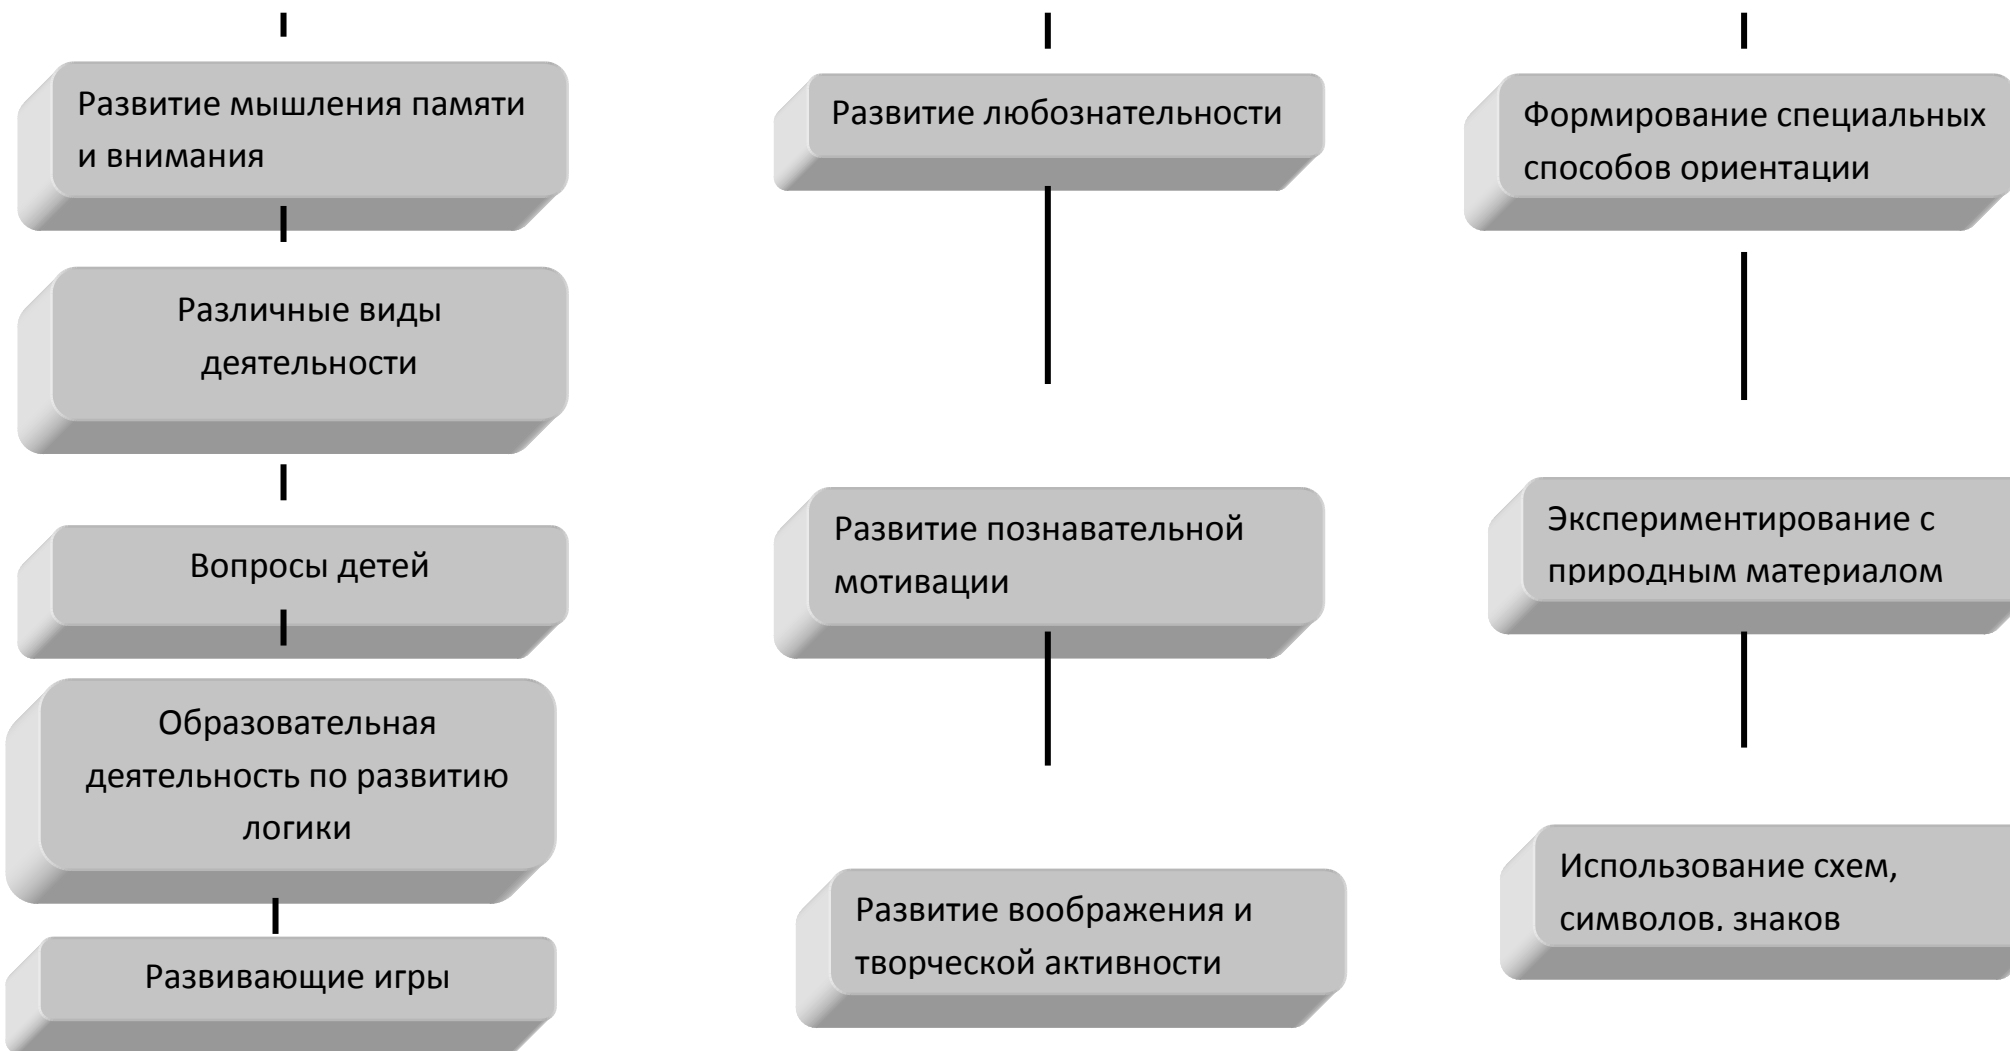 Развитие мышления памяти
и внимания
Различные виды
деятельности
Вопросы детей
Образовательная
деятельность по развитию
логики
Развивающие игры
Развитие любознательности
Развитие познавательной
мотивации
Развитие воображения и
творческой активности
Формирование специальных
способов ориентации
Экспериментирование с
природным материалом
Использование схем,
символов, знаков